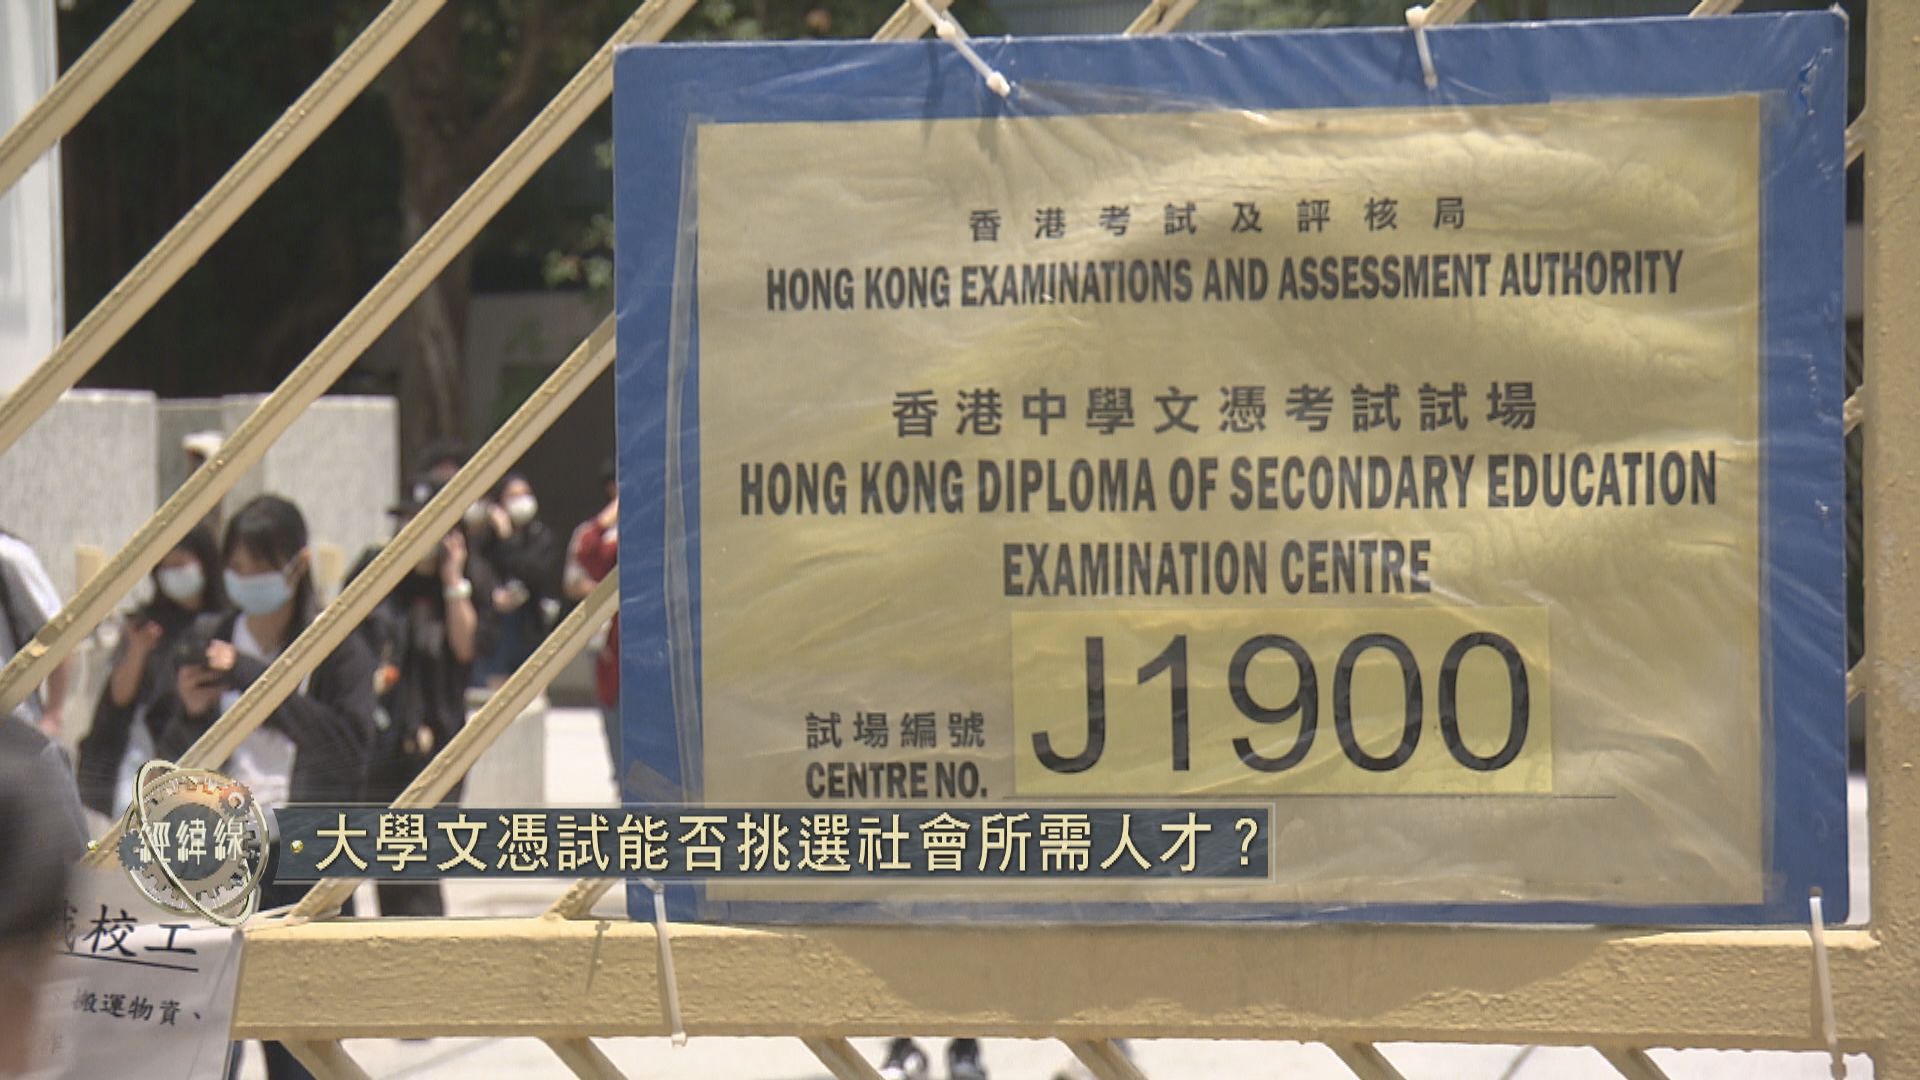 香港考試及評核局
HONG KONG EXAMINATIONS AND ASSESSMENT AUTHORITY
香港中學文憑考試試場
HONG KONG DIPLOMA OF SECONDARY EDUCATION
EXAMINATION CENTRE
試場編號
CENTRE NO.
J1900
經緯線
大學文憑試能否挑選社會所需人才？
校工
搬運物資、